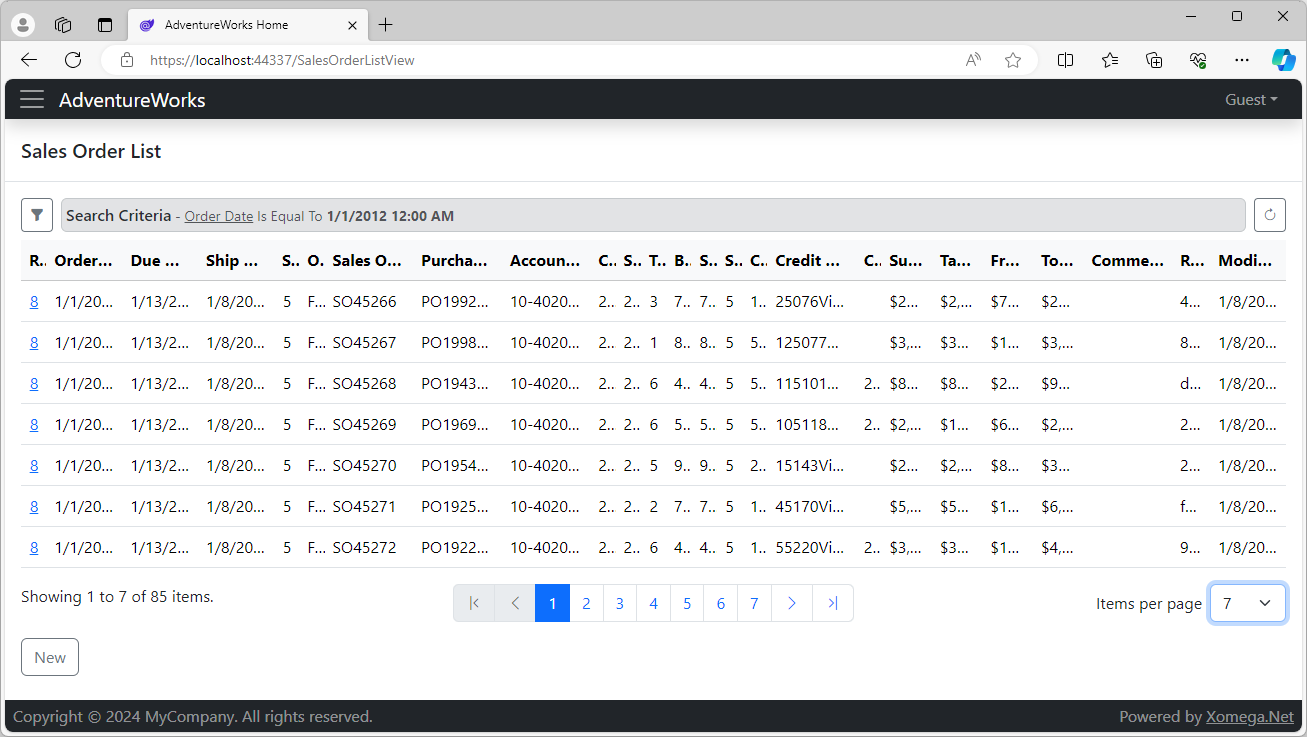 AdventureWorks Home
https://localhost:44337/SalesOrderListView
AdventureWorks Guest
Sales Order List
Search Criteria - Order Date Is Equal To 1/1/2012 12:00 AM
R.. Order... Due ... Ship ... S.. O.. Sales O... Purcha... Accoun... C.. S.. T.. B.. S.. S.. C.. Credit ... C.. Su... Ta... Fr... To... Comme... R... Modi...
8 1/1/20... 1/13/2... 1/8/20... 5 F... SO45266 PO1992... 10-4020... 2.. 2.. 3 7.. 7.. 5 1.. 25076Vi... $2... $2,... $7... $2... 4... 1/8/20...
8 1/1/20... 1/13/2... 1/8/20... 5 F... SO45267 PO1998... 10-4020... 2.. 2.. 1 8.. 8.. 5 5.. 125077... $3,... $3... $1... $3,... 8... 1/8/20...
8 1/1/20... 1/13/2... 1/8/20... 5 F... SO45268 PO1943... 10-4020... 2.. 2.. 6 4.. 4.. 5 5.. 115101... 2.. $8... $8... $2... $9... d... 1/8/20...
8 1/1/20... 1/13/2... 1/8/20... 5 F... SO45269 PO1969... 10-4020... 2.. 2.. 6 5.. 5.. 5 5.. 105118... 2.. $2,... $1... $6... $2,... 2... 1/8/20...
8 1/1/20... 1/13/2... 1/8/20... 5 F... SO45270 PO1954... 10-4020... 2.. 2.. 5 9.. 9.. 5 2.. 15143Vi... $2... $2,... $8... $3... 2... 1/8/20...
8 1/1/20... 1/13/2... 1/8/20... 5 F... SO45271 PO1925... 10-4020... 2.. 2.. 2 7.. 7.. 5 1.. 45170Vi... $5,... $5... $1... $6,... f... 1/8/20...
8 1/1/20... 1/13/2... 1/8/20... 5 F... SO45272 PO1922... 10-4020... 2.. 2.. 6 4.. 4.. 5 1.. 55220Vi... 2.. $3,... $3... $1... $4,... 9... 1/8/20...
Showing 1 to 7 of 85 items. 1 2 3 4 5 6 7 Items per page 7
New
Copyright © 2024 MyCompany. All rights reserved. Powered by Xomega.Net